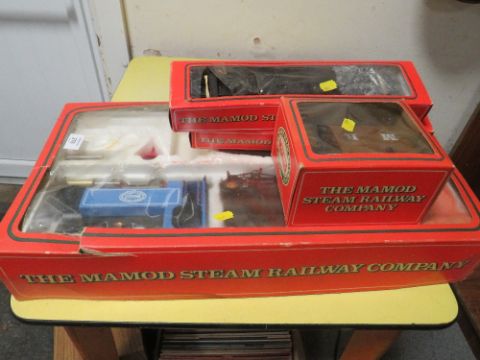 THE MAMOD ST
THE MAMOD
THE MAMOD
STEAM RAILWAY
COMPANY
THE MAMOD STEAM RAILWAY COMPANY